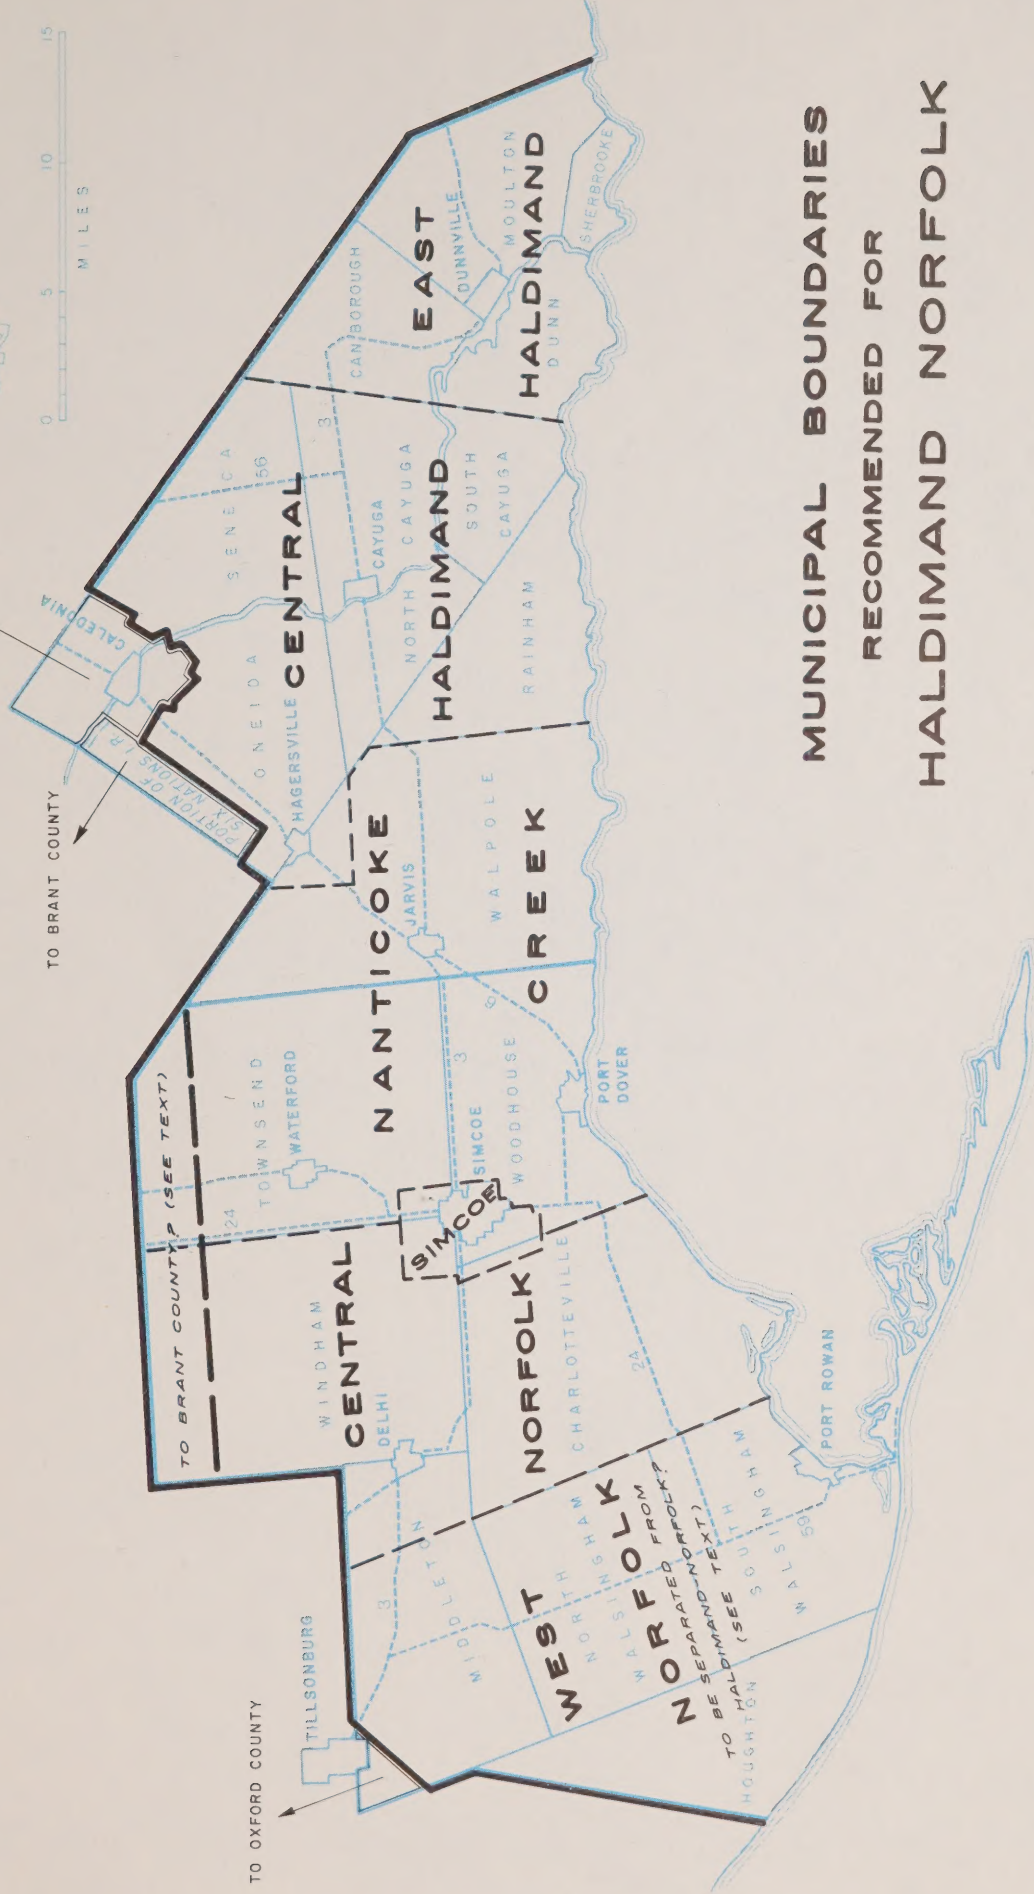 MUNICIPAL BOUNDARIES
RECOMMENDED FOR
HALDIMAND NORFOLK
0 5 10 15
MILES
TO BRANT COUNTY
CALEDONIA
PORTION OF
SIX NATIONS I.R.
TO BRANT COUNTY? (SEE TEXT)
TO OXFORD COUNTY
TILLSONBURG
SENECA
56
ONEIDA
HAGERSVILLE
CENTRAL
HALDIMAND
3
CAYUGA
NORTH CAYUGA
SOUTH
CAYUGA
RAINHAM
CANBOROUGH
EAST
HALDIMAND
DUNNVILLE
MOULTON
DUNN
SHERBROOKE
NANTICOKE
CREEK
JARVIS
WALPOLE
TOWNSEND
WATERFORD
24
3
6
SIMCOE
SIMCOE
WOODHOUSE
PORT
DOVER
WINDHAM
CENTRAL
NORFOLK
DELHI
CHARLOTTEVILLE
24
3
MIDDLETON
WEST
NORFOLK
NORTH
WALSINGHAM
TO BE SEPARATED FROM
HALDIMAND-NORFOLK?
(SEE TEXT)
SOUTH
WALSINGHAM
59
HOUGHTON
PORT ROWAN